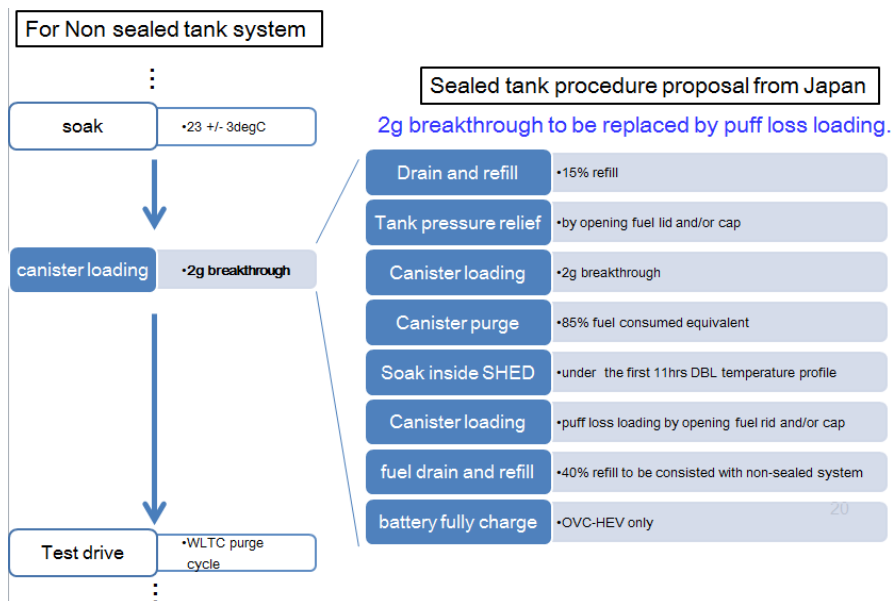 For Non sealed tank system
⋮
soak
•23 +/- 3degC
canister loading
•2g breakthrough
Test drive
•WLTC purge
cycle
⋮
Sealed tank procedure proposal from Japan
2g breakthrough to be replaced by puff loss loading.
Drain and refill
•15% refill
Tank pressure relief
•by opening fuel lid and/or cap
Canister loading
•2g breakthrough
Canister purge
•85% fuel consumed equivalent
Soak inside SHED
•under the first 11hrs DBL temperature profile
Canister loading
•puff loss loading by opening fuel rid and/or cap
fuel drain and refill
•40% refill to be consisted with non-sealed system
battery fully charge
•OVC-HEV only
20